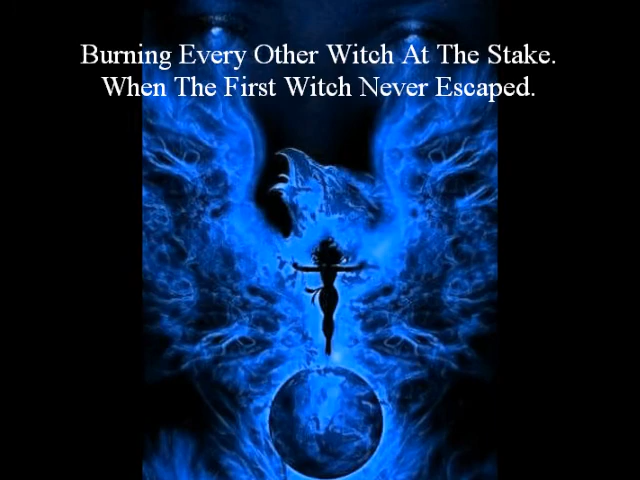 Burning Every Other Witch At The Stake.
When The First Witch Never Escaped.